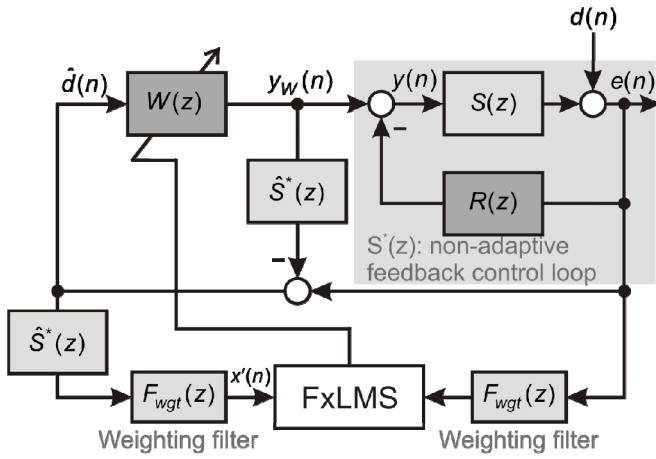 d(n)
d̂(n)
W(z)
y_W(n)
y(n)
S(z)
e(n)
−
Ŝ*(z)
R(z)
S*(z): non-adaptive
feedback control loop
−
Ŝ*(z)
F_wgt(z)
x'(n)
FxLMS
F_wgt(z)
Weighting filter
Weighting filter